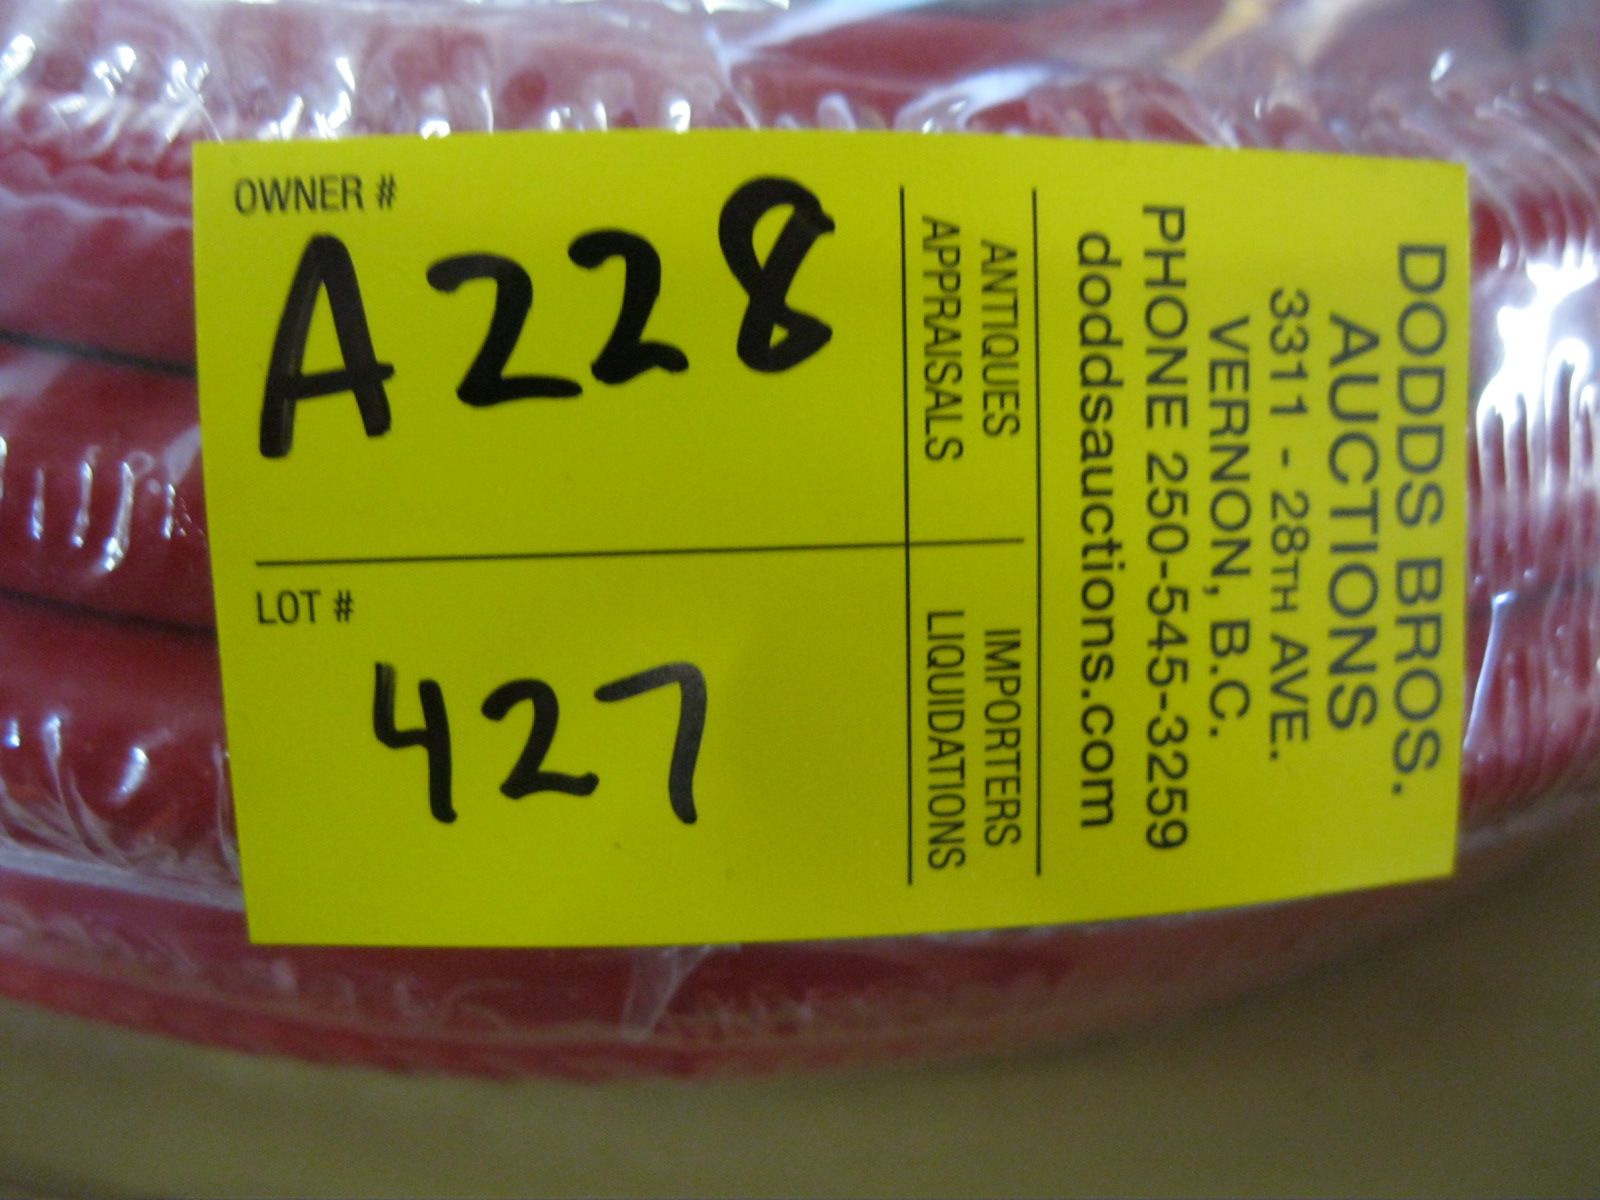 OWNER #
A228
LOT #
427
DODDS BROS.
AUCTIONS
3311 - 28TH AVE.
VERNON, B.C.
PHONE 250-545-3259
doddsauctions.com
ANTIQUES
APPRAISALS
IMPORTERS
LIQUIDATIONS